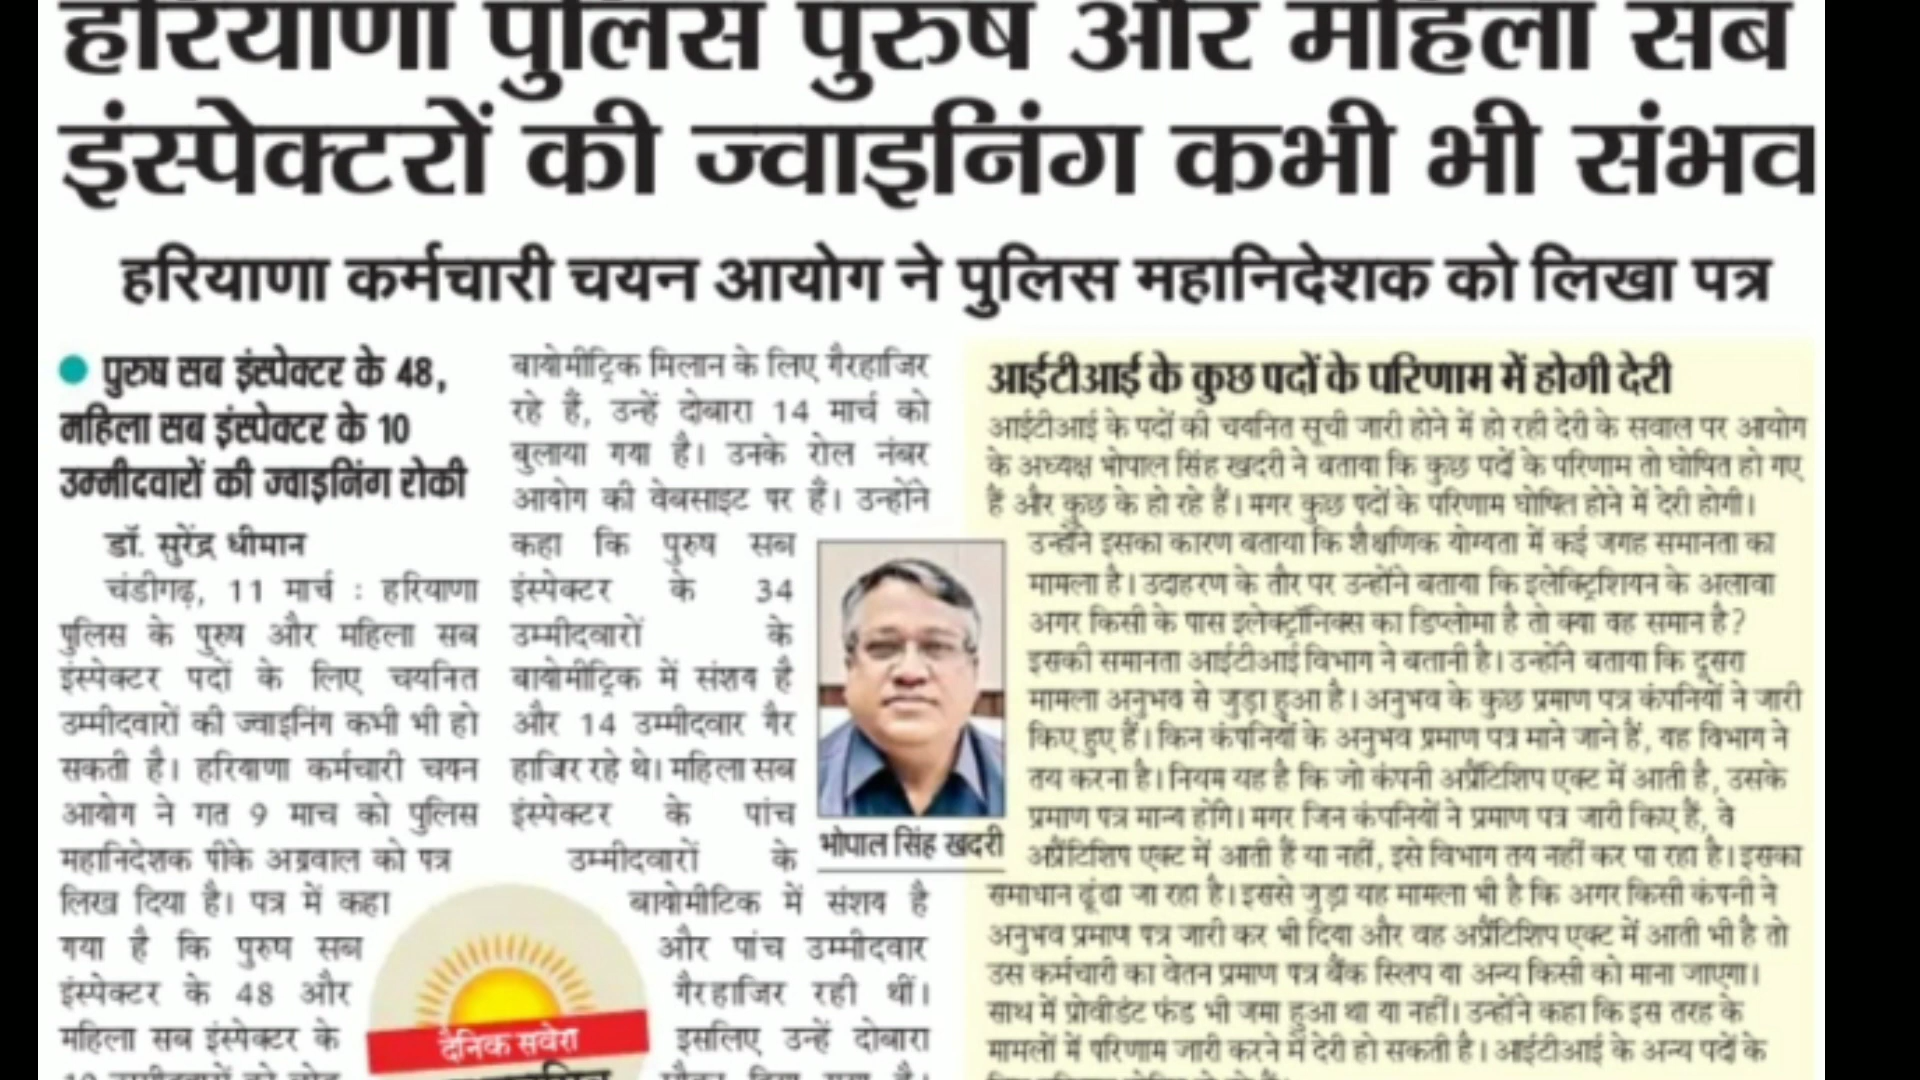 हरियाणा पुलिस पुरुष और महिला सब
इंस्पेक्टरों की ज्वाइनिंग कभी भी संभव
हरियाणा कर्मचारी चयन आयोग ने पुलिस महानिदेशक को लिखा पत्र
पुरुष सब इंस्पेक्टर के 48,
महिला सब इंस्पेक्टर के 10
उम्मीदवारों की ज्वाइनिंग रोकी
डॉ. सुरेंद्र धीमान
चंडीगढ़, 11 मार्च : हरियाणा
पुलिस के पुरुष और महिला सब
इंस्पेक्टर पदों के लिए चयनित
उम्मीदवारों की ज्वाइनिंग कभी भी हो
सकती है। हरियाणा कर्मचारी चयन
आयोग ने गत 9 माच को पुलिस
महानिदेशक पीके अग्रवाल को पत्र
लिख दिया है। पत्र में कहा
गया है कि पुरुष सब
इंस्पेक्टर के 48 और
महिला सब इंस्पेक्टर के
बायोमीट्रिक मिलान के लिए गैरहाजिर
रहे हैं, उन्हें दोबारा 14 मार्च को
बुलाया गया है। उनके रोल नंबर
आयोग की वेबसाइट पर हैं। उन्होंने
कहा कि पुरुष सब
इंस्पेक्टर के 34
उम्मीदवारों के
बायोमीट्रिक में संशय है
और 14 उम्मीदवार गैर
हाजिर रहे थे। महिला सब
इंस्पेक्टर के पांच
उम्मीदवारों के
बायोमीटिक में संशय है
और पांच उम्मीदवार
गैरहाजिर रही थीं।
इसलिए उन्हें दोबारा
मौका दिया गया है।
भोपाल सिंह खदरी
दैनिक सवेरा
आईटीआई के कुछ पदों के परिणाम में होगी देरी
आईटीआई के पदों की चयनित सूची जारी होने में हो रही देरी के सवाल पर आयोग
के अध्यक्ष भोपाल सिंह खदरी ने बताया कि कुछ पदों के परिणाम तो घोषित हो गए
हैं और कुछ के हो रहे हैं। मगर कुछ पदों के परिणाम घोषित होने में देरी होगी।
उन्होंने इसका कारण बताया कि शैक्षणिक योग्यता में कई जगह समानता का
मामला है। उदाहरण के तौर पर उन्होंने बताया कि इलेक्ट्रिशियन के अलावा
अगर किसी के पास इलेक्ट्रॉनिक्स का डिप्लोमा है तो क्या वह समान है?
इसकी समानता आईटीआई विभाग ने बतानी है। उन्होंने बताया कि दूसरा
मामला अनुभव से जुड़ा हुआ है। अनुभव के कुछ प्रमाण पत्र कंपनियों ने जारी
किए हुए हैं। किन कंपनियों के अनुभव प्रमाण पत्र माने जाने हैं, यह विभाग ने
तय करना है। नियम यह है कि जो कंपनी अप्रैंटिशिप एक्ट में आती है, उसके
प्रमाण पत्र मान्य होंगे। मगर जिन कंपनियों ने प्रमाण पत्र जारी किए हैं, वे
अप्रैंटिशिप एक्ट में आती हैं या नहीं, इसे विभाग तय नहीं कर पा रहा है। इसका
समाधान ढूंढा जा रहा है। इससे जुड़ा यह मामला भी है कि अगर किसी कंपनी ने
अनुभव प्रमाण पत्र जारी कर भी दिया और वह अप्रैंटिशिप एक्ट में आती भी है तो
उस कर्मचारी का वेतन प्रमाण पत्र बैंक स्लिप या अन्य किसी को माना जाएगा।
साथ में प्रोवीडेंट फंड भी जमा हुआ था या नहीं। उन्होंने कहा कि इस तरह के
मामलों में परिणाम जारी करने में देरी हो सकती है। आईटीआई के अन्य पदों के